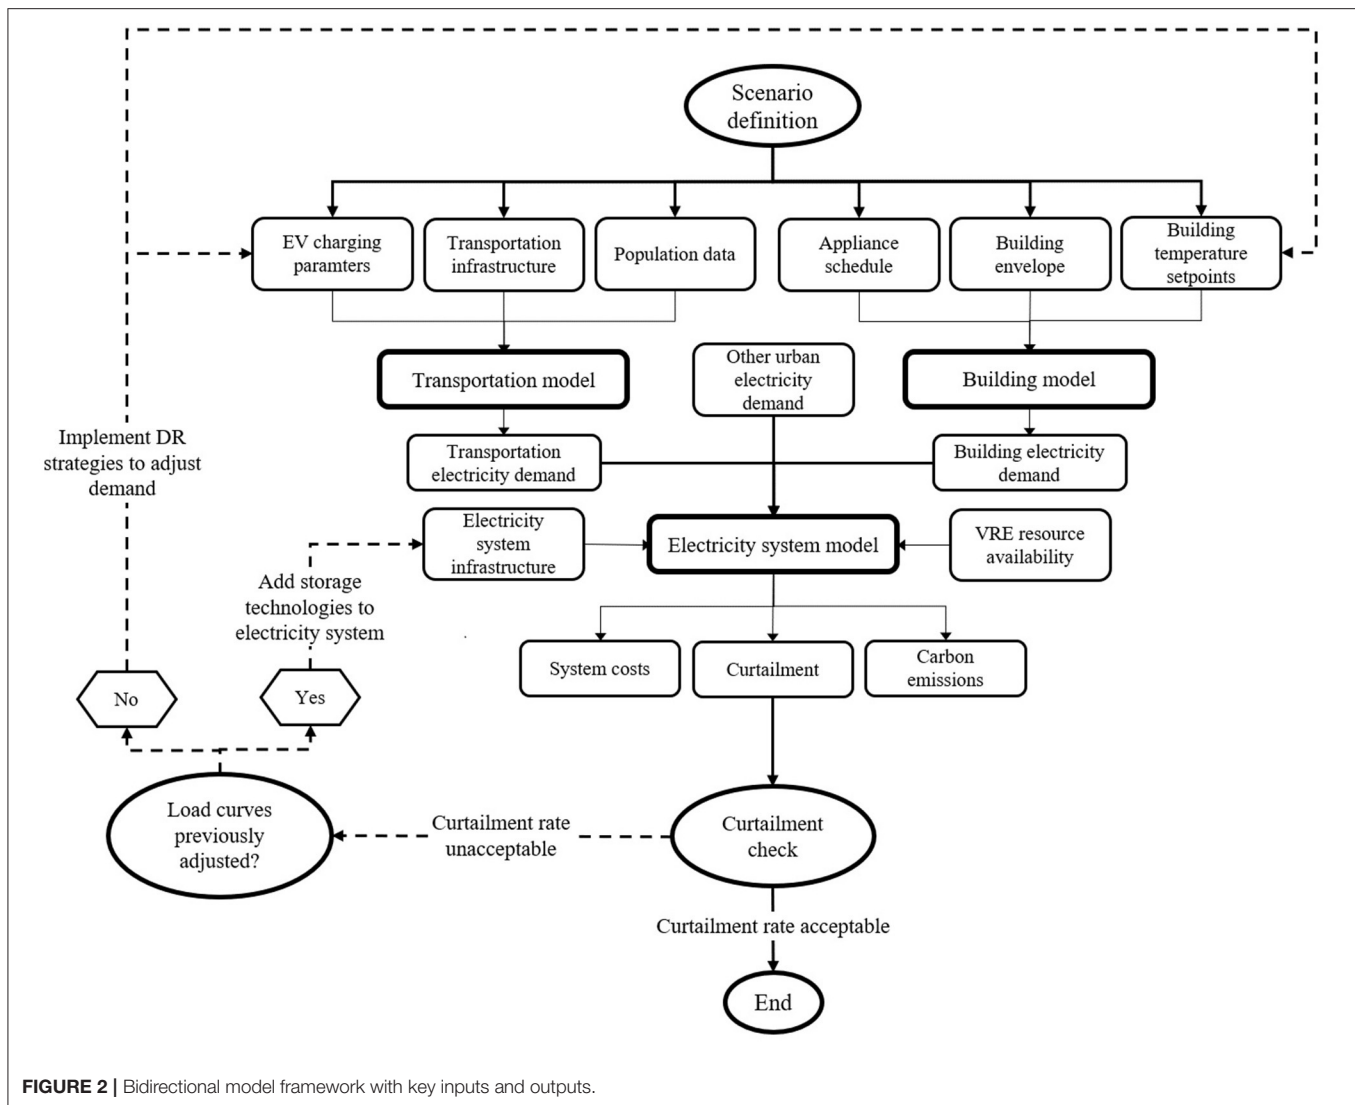 Scenario
definition
EV charging
paramters
Transportation
infrastructure
Population data
Appliance
schedule
Building
envelope
Building
temperature
setpoints
Transportation model
Other urban
electricity
demand
Building model
Implement DR
strategies to adjust
demand
Transportation
electricity demand
Building electricity
demand
Electricity
system
infrastructure
Electricity system model
VRE resource
availability
Add storage
technologies to
electricity system
System costs
Curtailment
Carbon
emissions
No
Yes
Load curves
previously
adjusted?
Curtailment rate
unacceptable
Curtailment
check
Curtailment rate acceptable
End
FIGURE 2 | Bidirectional model framework with key inputs and outputs.